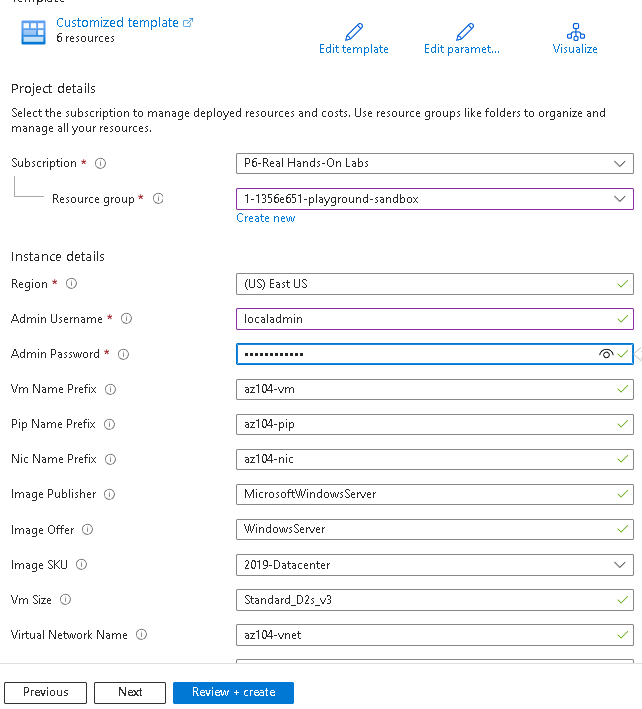 Template
Customized template
6 resources
Edit template
Edit paramet...
Visualize
Project details
Select the subscription to manage deployed resources and costs. Use resource groups like folders to organize and
manage all your resources.
Subscription * P6-Real Hands-On Labs
Resource group * 1-1356e651-playground-sandbox
Create new
Instance details
Region * (US) East US
Admin Username * localadmin
Admin Password * ••••••••••••
Vm Name Prefix az104-vm
Pip Name Prefix az104-pip
Nic Name Prefix az104-nic
Image Publisher MicrosoftWindowsServer
Image Offer WindowsServer
Image SKU 2019-Datacenter
Vm Size Standard_D2s_v3
Virtual Network Name az104-vnet
Previous Next Review + create